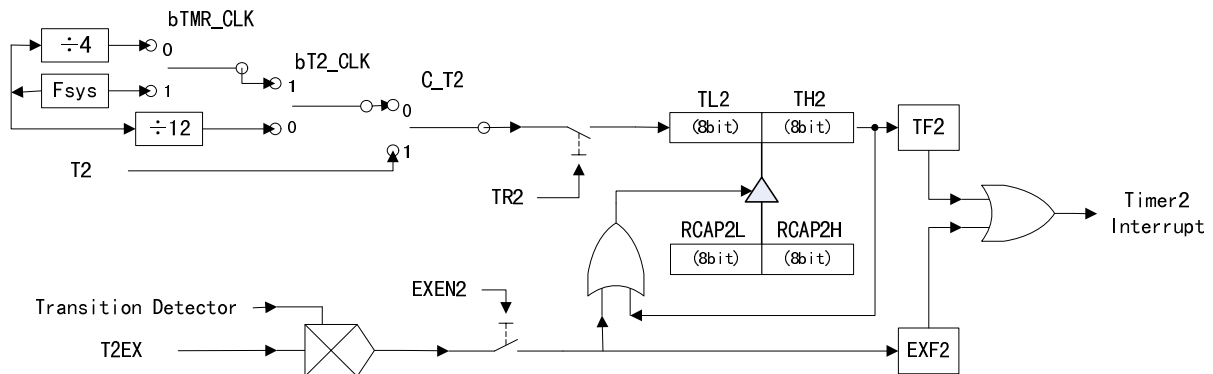 bTMR_CLK
÷4
0
bT2_CLK
Fsys
1
1
C_T2
÷12
0
0
TL2
TH2
(8bit)
(8bit)
TF2
1
T2
TR2
Timer2
Interrupt
RCAP2L
RCAP2H
(8bit)
(8bit)
EXEN2
Transition Detector
T2EX
EXF2